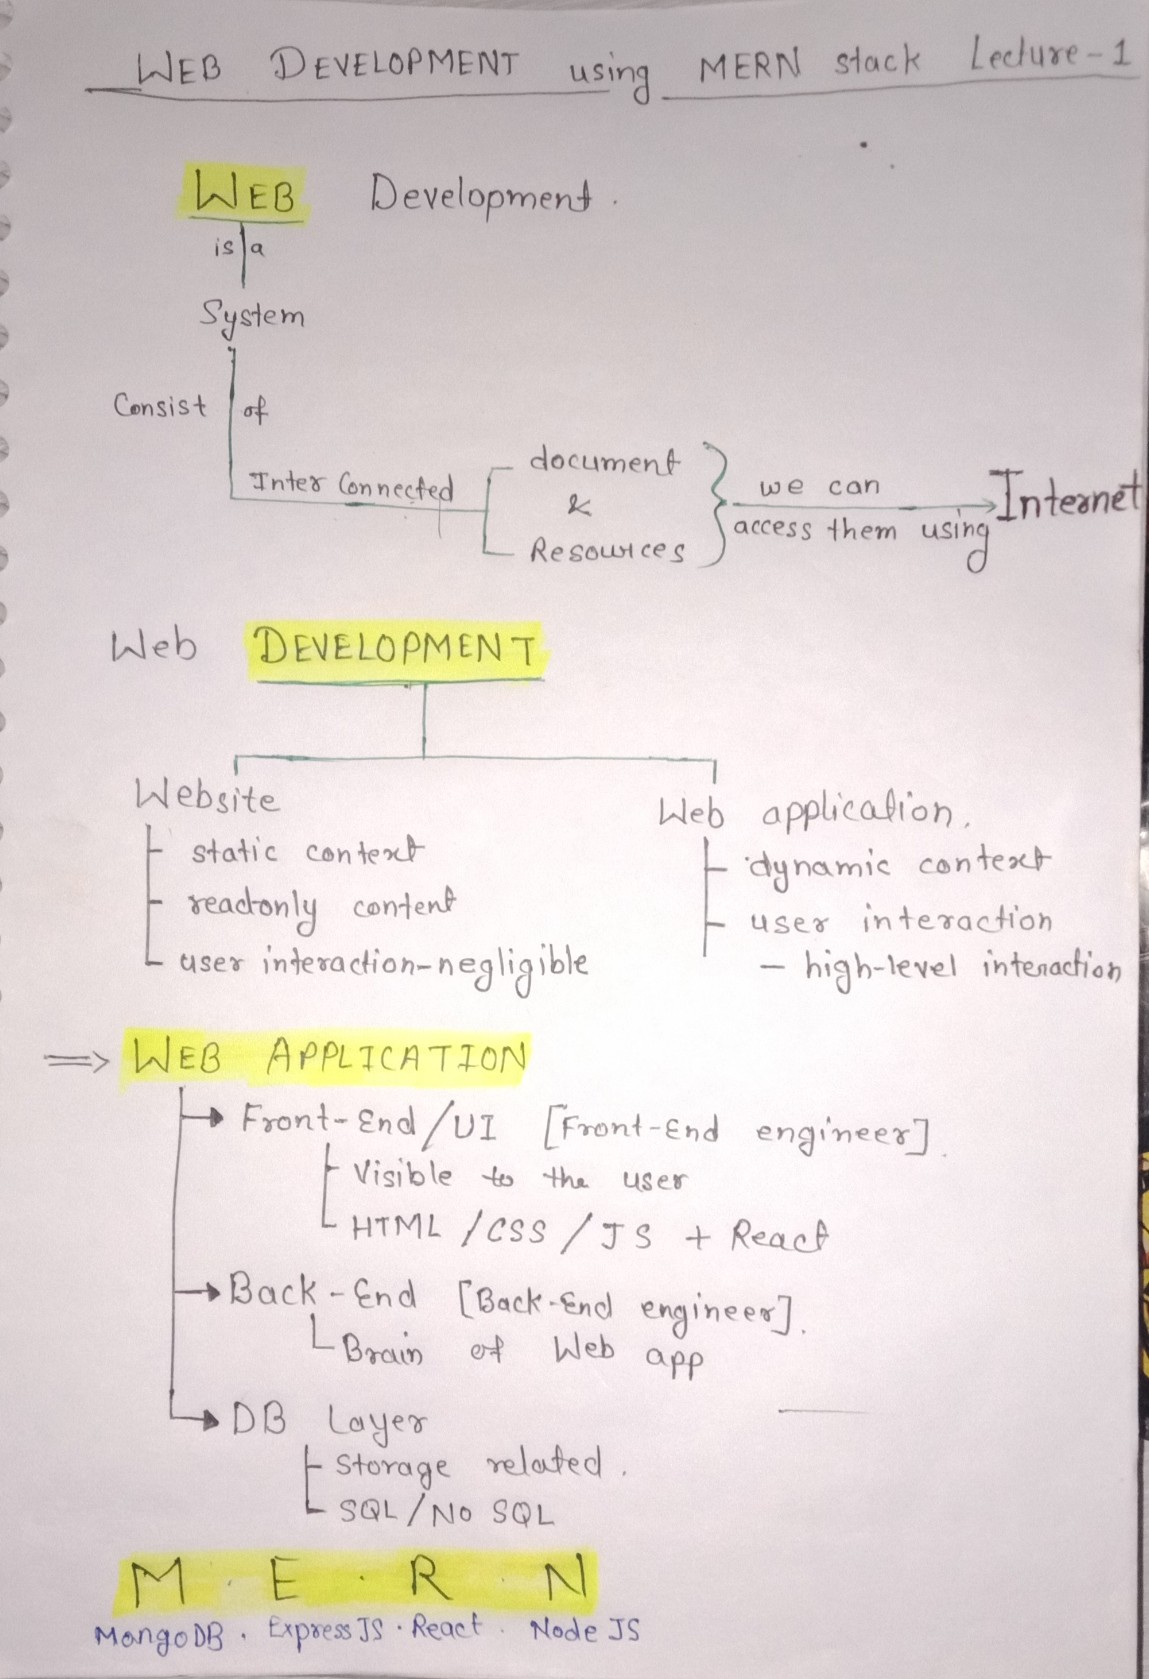 WEB DEVELOPMENT using MERN stack Lecture-1
WEB Development.
is a
System
Consist of
Inter Connected
document
&
Resources
we can
access them using
Internet
Web DEVELOPMENT
Website
static context
read-only content
user interaction-negligible
Web application.
dynamic context
user interaction
- high-level interaction
=> WEB APPLICATION
→ Front-End/UI [Front-End engineer].
Visible to the user
HTML / CSS / JS + React
→ Back-End [Back-End engineer].
Brain of Web app
→ DB Layer
Storage related.
SQL/No SQL
M . E . R . N
MongoDB . Express JS . React . Node JS